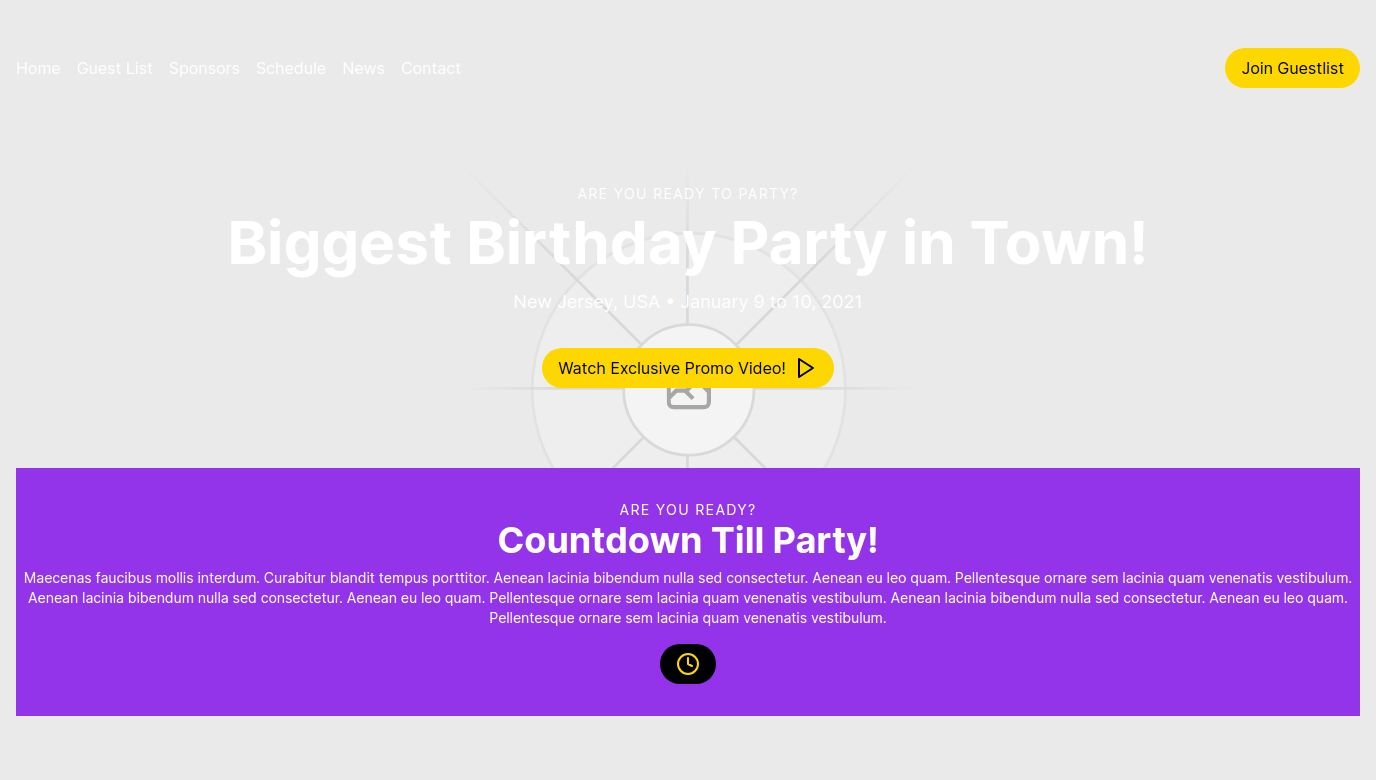 Home Guest List Sponsors Schedule News Contact Join Guestlist
ARE YOU READY TO PARTY?
Biggest Birthday Party in Town!
New Jersey, USA • January 9 to 10, 2021
Watch Exclusive Promo Video!
ARE YOU READY?
Countdown Till Party!
Maecenas faucibus mollis interdum. Curabitur blandit tempus porttitor. Aenean lacinia bibendum nulla sed consectetur. Aenean eu leo quam. Pellentesque ornare sem lacinia quam venenatis vestibulum.
Aenean lacinia bibendum nulla sed consectetur. Aenean eu leo quam. Pellentesque ornare sem lacinia quam venenatis vestibulum. Aenean lacinia bibendum nulla sed consectetur. Aenean eu leo quam.
Pellentesque ornare sem lacinia quam venenatis vestibulum.